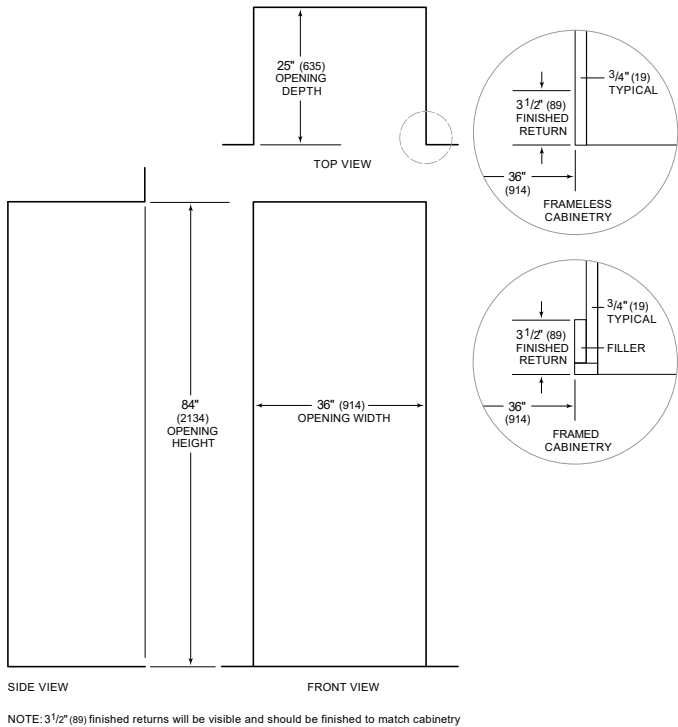 25" (635)
OPENING
DEPTH
TOP VIEW
3/4" (19)
TYPICAL
3 1/2" (89)
FINISHED
RETURN
36"
(914)
FRAMELESS
CABINETRY
3/4" (19)
TYPICAL
3 1/2" (89)
FINISHED
RETURN
FILLER
36"
(914)
FRAMED
CABINETRY
84"
(2134)
OPENING
HEIGHT
36" (914)
OPENING WIDTH
SIDE VIEW
FRONT VIEW
NOTE: 3 1/2" (89) finished returns will be visible and should be finished to match cabinetry